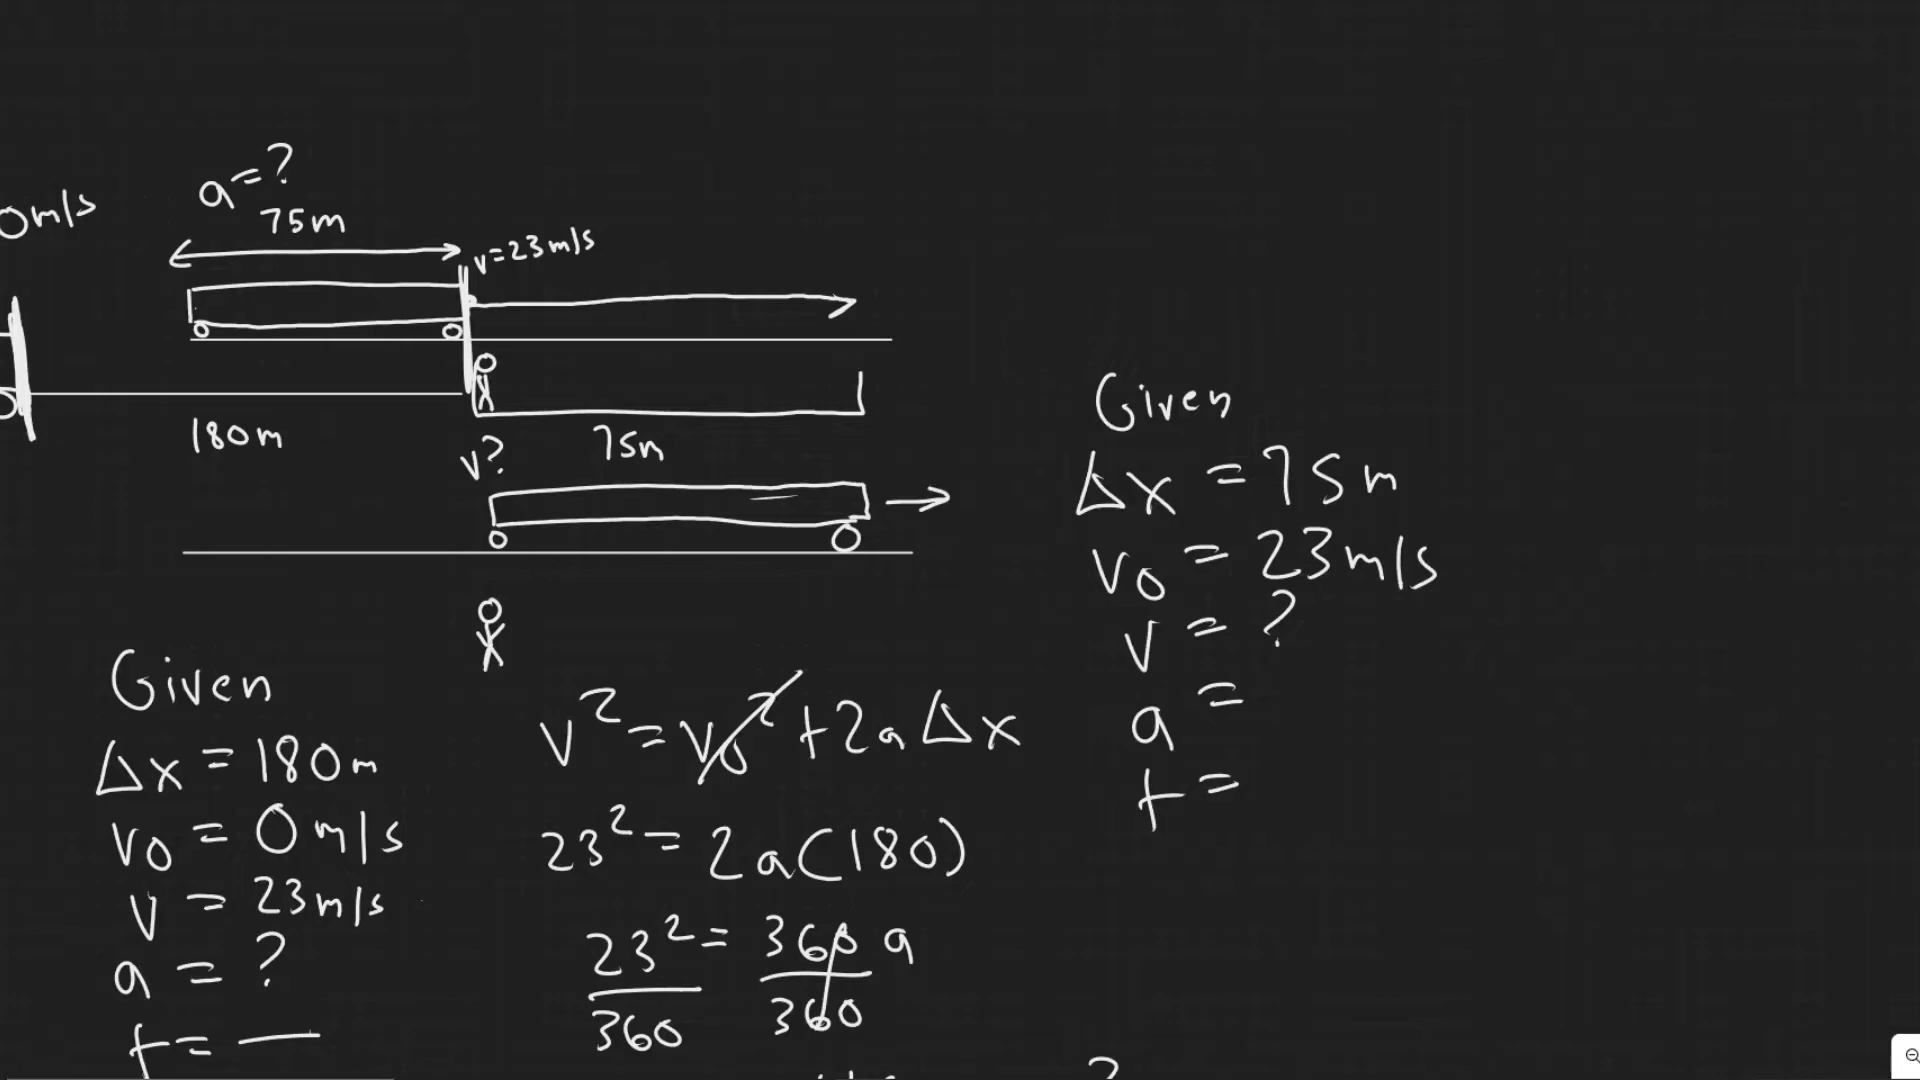 a=?
0m/s
75m
v=23m/s
180m
v?
75m
Given
Δx = 180m
v0 = 0m/s
v = 23m/s
a = ?
t = —
v² = v0² + 2aΔx
23² = 2a(180)
23² = 360 a
360 360
Given
Δx = 75m
v0 = 23m/s
v = ?
a =
t =